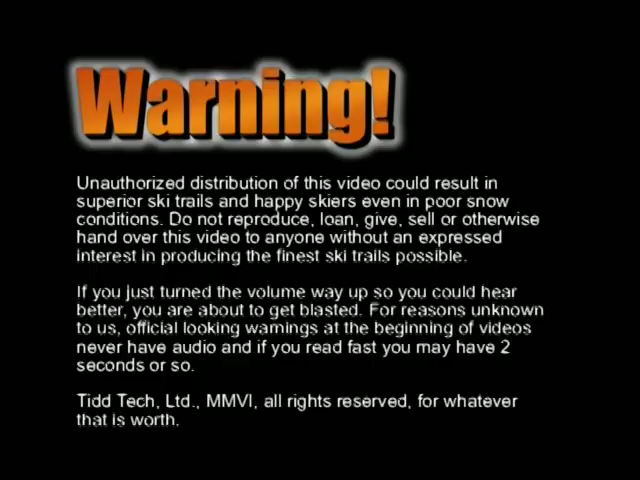 Warning!
Unauthorized distribution of this video could result in
superior ski trails and happy skiers even in poor snow
conditions. Do not reproduce, loan, give, sell or otherwise
hand over this video to anyone without an expressed
interest in producing the finest ski trails possible.
If you just turned the volume way up so you could hear
better, you are about to get blasted. For reasons unknown
to us, official looking warnings at the beginning of videos
never have audio and if you read fast you may have 2
seconds or so.
Tidd Tech, Ltd., MMVI, all rights reserved, for whatever
that is worth.